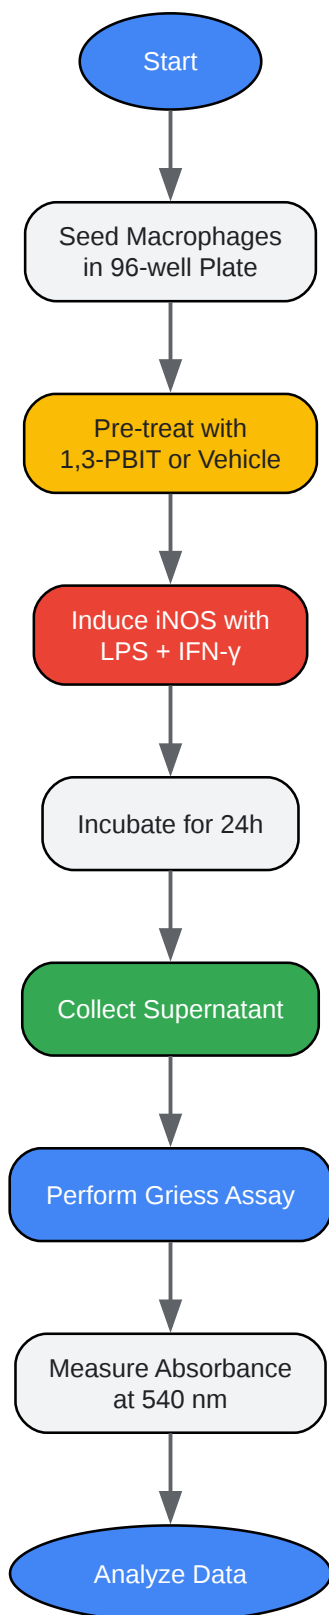 Start
Seed Macrophages
in 96-well Plate
Pre-treat with
1,3-PBIT or Vehicle
Induce iNOS with
LPS + IFN-γ
Incubate for 24h
Collect Supernatant
Perform Griess Assay
Measure Absorbance
at 540 nm
Analyze Data